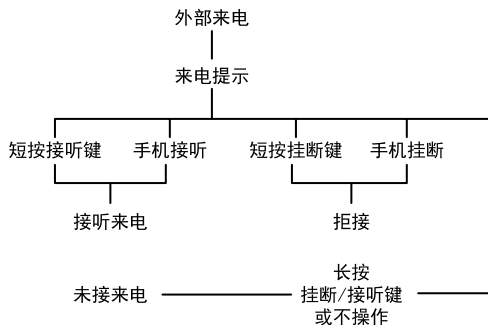 外部来电
来电提示
短按接听键
手机接听
短按挂断键
手机挂断
接听来电
拒接
未接来电
长按
挂断/接听键
或不操作